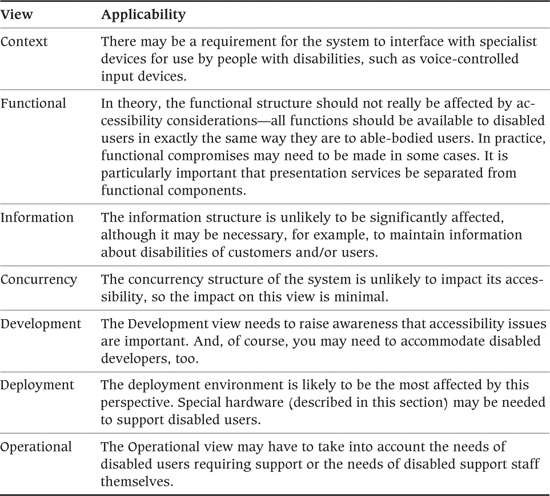 View Applicability
Context There may be a requirement for the system to interface with specialist
devices for use by people with disabilities, such as voice-controlled
input devices.
Functional In theory, the functional structure should not really be affected by ac-
cessibility considerations—all functions should be available to disabled
users in exactly the same way they are to able-bodied users. In practice,
functional compromises may need to be made in some cases. It is
particularly important that presentation services be separated from
functional components.
Information The information structure is unlikely to be significantly affected,
although it may be necessary, for example, to maintain information
about disabilities of customers and/or users.
Concurrency The concurrency structure of the system is unlikely to impact its acces-
sibility, so the impact on this view is minimal.
Development The Development view needs to raise awareness that accessibility issues
are important. And, of course, you may need to accommodate disabled
developers, too.
Deployment The deployment environment is likely to be the most affected by this
perspective. Special hardware (described in this section) may be needed
to support disabled users.
Operational The Operational view may have to take into account the needs of
disabled users requiring support or the needs of disabled support staff
themselves.